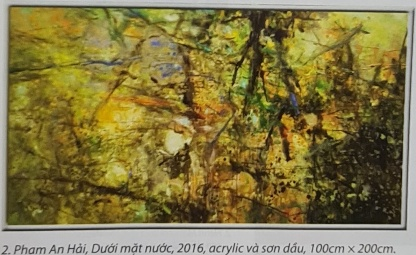 2. Phạm An Hải, Dưới mặt nước, 2016, acrylic và sơn dầu, 100cm × 200cm.